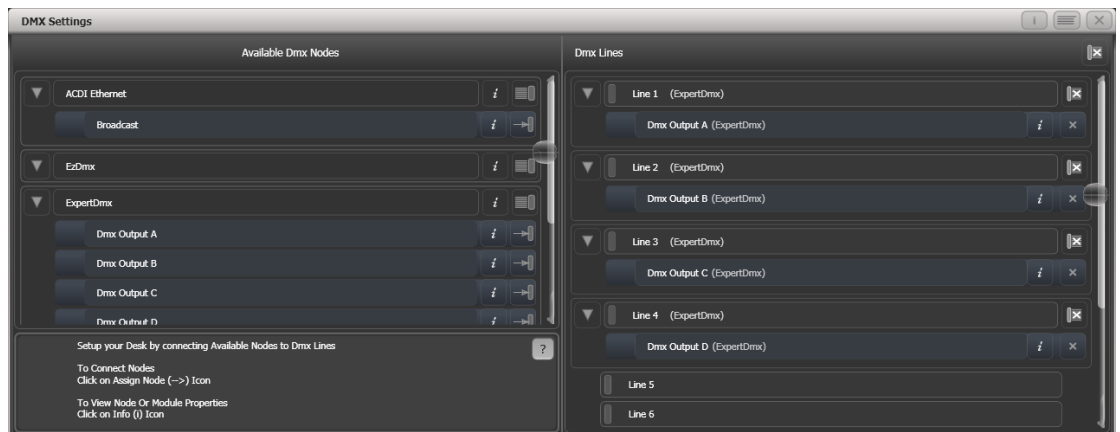 DMX Settings
Available Dmx Nodes
ACDI Ethernet
i
Broadcast
i
EzDmx
i
ExpertDmx
i
Dmx Output A
i
Dmx Output B
i
Dmx Output C
i
Dmx Output D
i
Setup your Desk by connecting Available Nodes to Dmx Lines
?
To Connect Nodes
Click on Assign Node (-->) Icon
To View Node Or Module Properties
Click on Info (i) Icon
Dmx Lines
Line 1 (ExpertDmx)
Dmx Output A (ExpertDmx)
i
Line 2 (ExpertDmx)
Dmx Output B (ExpertDmx)
i
Line 3 (ExpertDmx)
Dmx Output C (ExpertDmx)
i
Line 4 (ExpertDmx)
Dmx Output D (ExpertDmx)
i
Line 5
Line 6